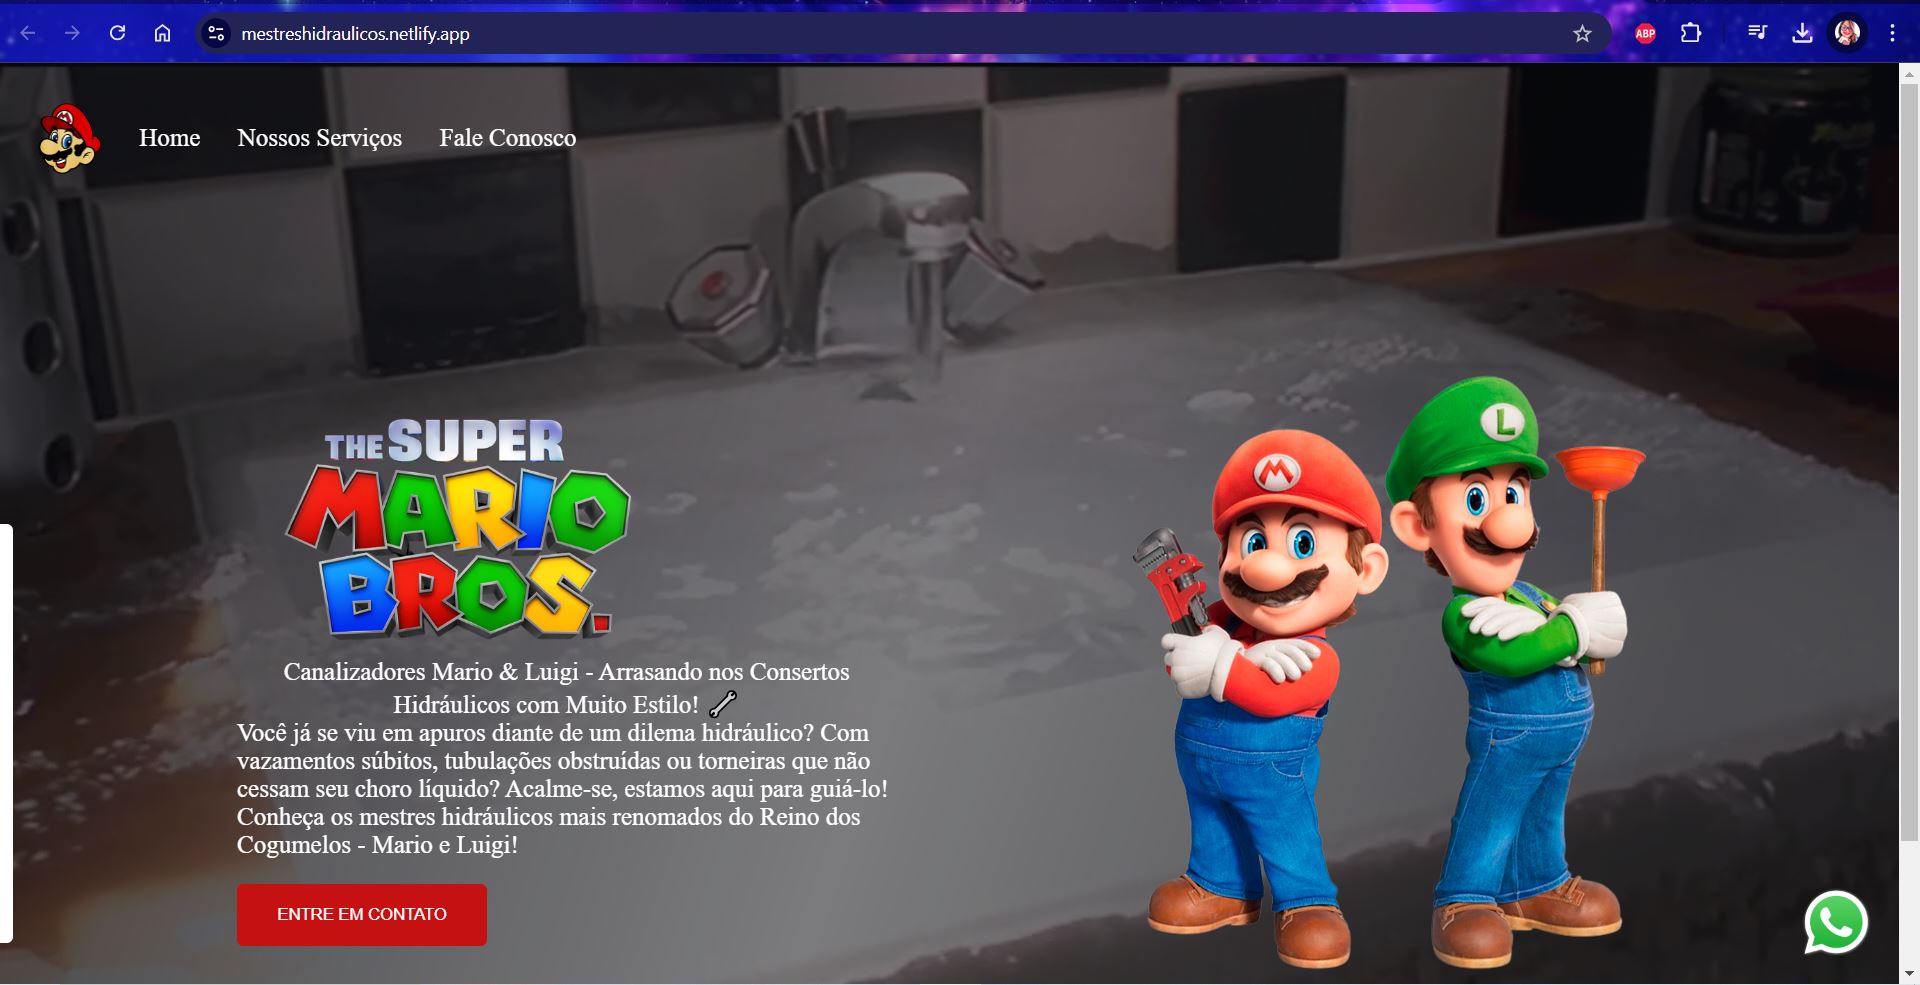 mestreshidraulicos.netlify.app
ABP
M
Home
Nossos Serviços
Fale Conosco
THE SUPER
MARIO
BROS.
M
L
Canalizadores Mario & Luigi - Arrasando nos Consertos
Hidráulicos com Muito Estilo!
Você já se viu em apuros diante de um dilema hidráulico? Com
vazamentos súbitos, tubulações obstruídas ou torneiras que não
cessam seu choro líquido? Acalme-se, estamos aqui para guiá-lo!
Conheça os mestres hidráulicos mais renomados do Reino dos
Cogumelos - Mario e Luigi!
ENTRE EM CONTATO